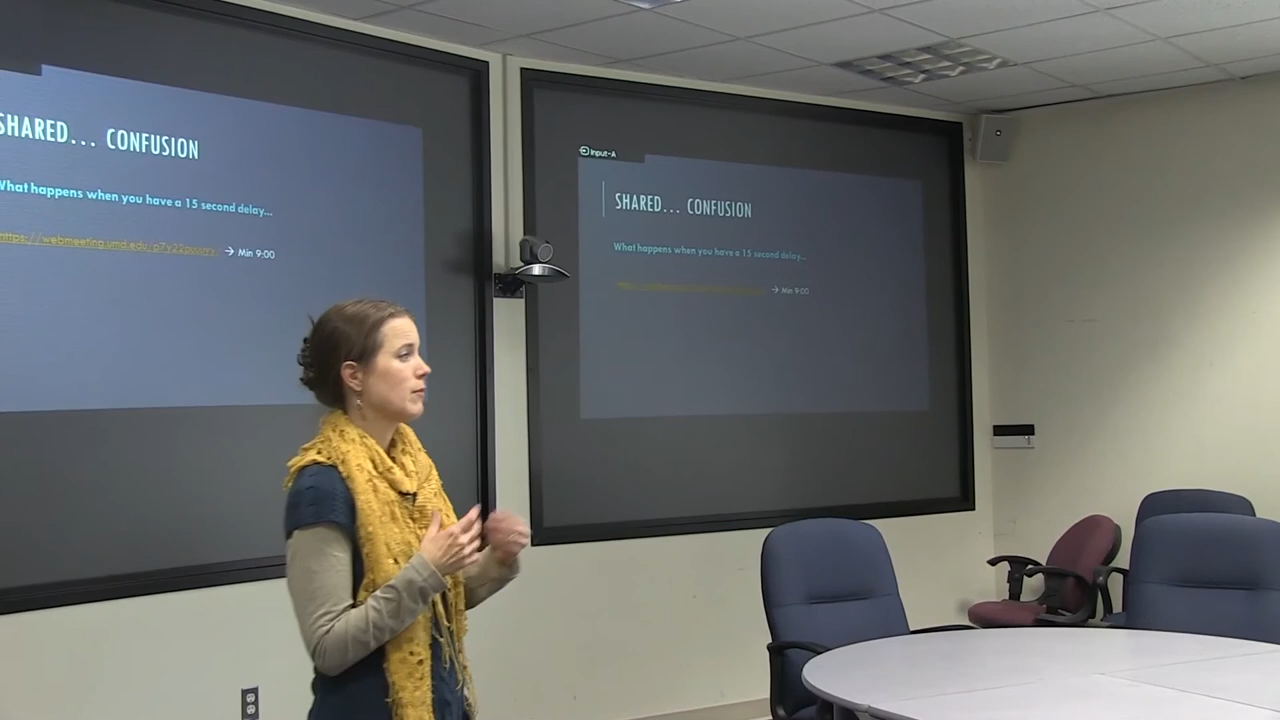 SHARED... CONFUSION
What happens when you have a 15 second delay...
→ Min 9:00
Input-A
SHARED... CONFUSION
What happens when you have a 15 second delay...
→ Min 9:00